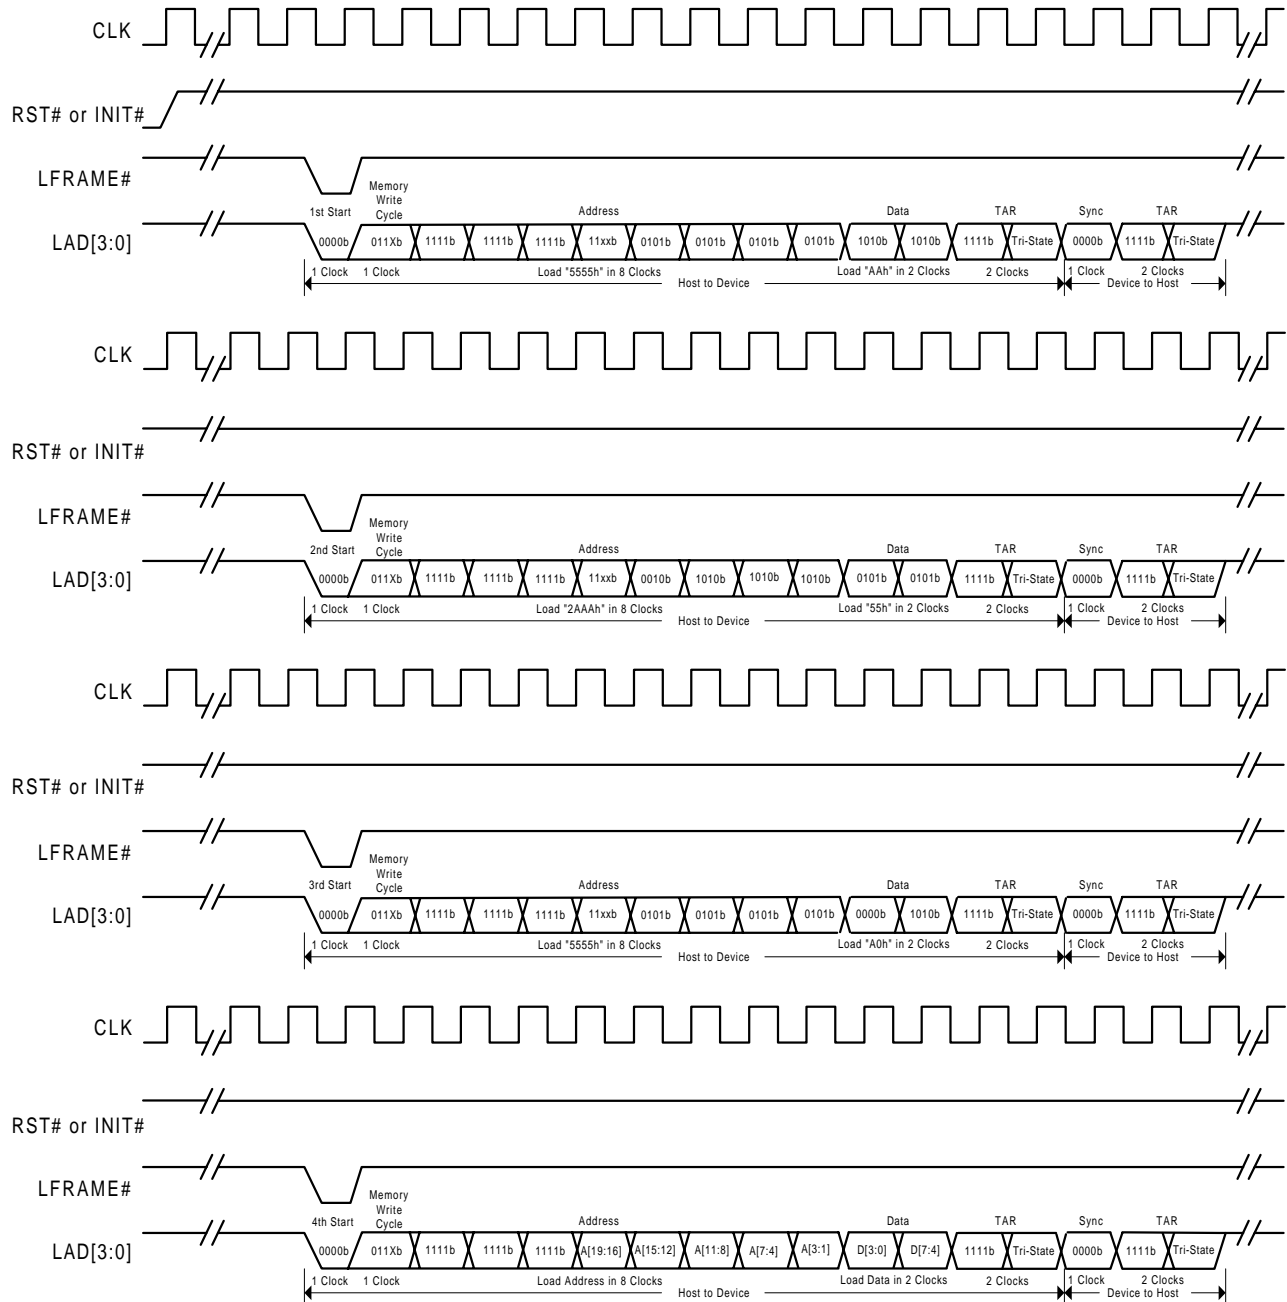 CLK
RST# or INIT#
LFRAME#
Memory
Write
1st Start Cycle Address Data TAR Sync TAR
LAD[3:0] 0000b 011Xb 1111b 1111b 1111b 11xxb 0101b 0101b 0101b 0101b 1010b 1010b 1111b Tri-State 0000b 1111b Tri-State
1 Clock 1 Clock Load "5555h" in 8 Clocks Load "AAh" in 2 Clocks 2 Clocks 1 Clock 2 Clocks
Host to Device Device to Host
CLK
RST# or INIT#
LFRAME#
Memory
Write
2nd Start Cycle Address Data TAR Sync TAR
LAD[3:0] 0000b 011Xb 1111b 1111b 1111b 11xxb 0010b 1010b 1010b 1010b 0101b 0101b 1111b Tri-State 0000b 1111b Tri-State
1 Clock 1 Clock Load "2AAAh" in 8 Clocks Load "55h" in 2 Clocks 2 Clocks 1 Clock 2 Clocks
Host to Device Device to Host
CLK
RST# or INIT#
LFRAME#
Memory
Write
3rd Start Cycle Address Data TAR Sync TAR
LAD[3:0] 0000b 011Xb 1111b 1111b 1111b 11xxb 0101b 0101b 0101b 0101b 0000b 1010b 1111b Tri-State 0000b 1111b Tri-State
1 Clock 1 Clock Load "5555h" in 8 Clocks Load "A0h" in 2 Clocks 2 Clocks 1 Clock 2 Clocks
Host to Device Device to Host
CLK
RST# or INIT#
LFRAME#
Memory
Write
4th Start Cycle Address Data TAR Sync TAR
LAD[3:0] 0000b 011Xb 1111b 1111b 1111b A[19:16] A[15:12] A[11:8] A[7:4] A[3:1] D[3:0] D[7:4] 1111b Tri-State 0000b 1111b Tri-State
1 Clock 1 Clock Load Address in 8 Clocks Load Data in 2 Clocks 2 Clocks 1 Clock 2 Clocks
Host to Device Device to Host